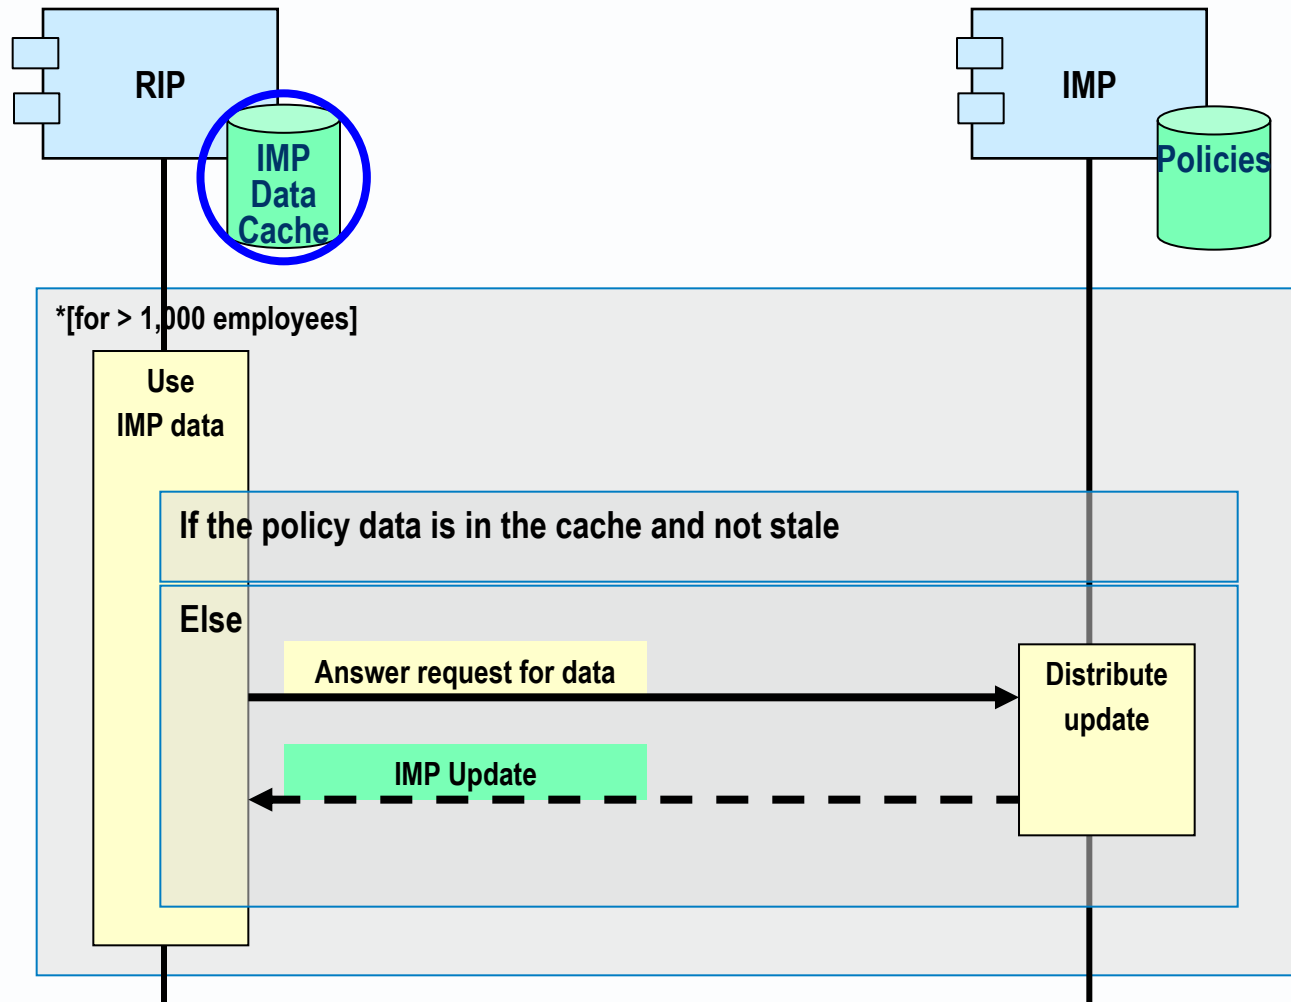 RIP
IMP
IMP
Data
Cache
Policies
*[for > 1,000 employees]
Use
IMP data
If the policy data is in the cache and not stale
Else
Answer request for data
Distribute
update
IMP Update